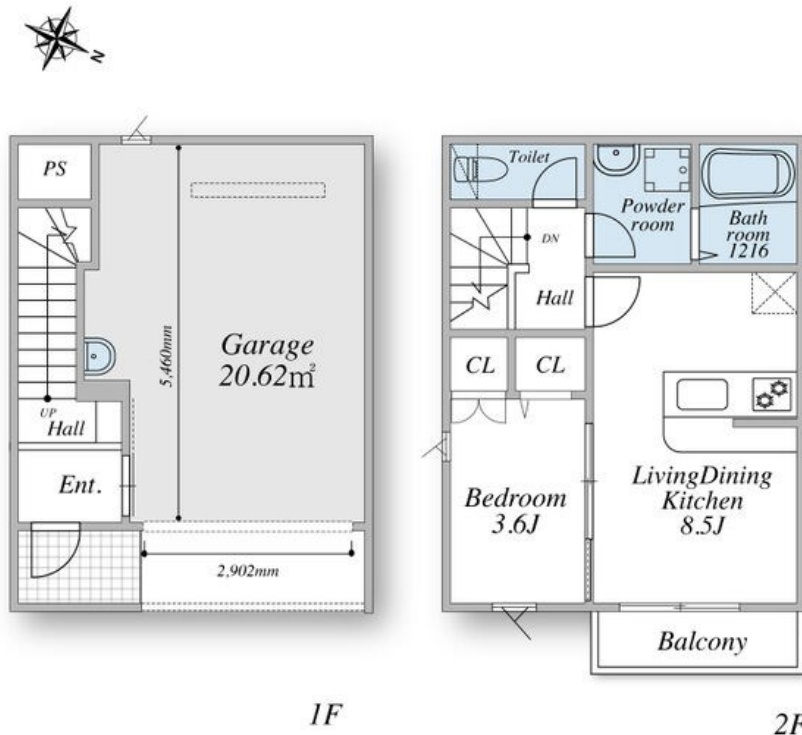 N
PS
5,460mm
Garage
20.62㎡
UP
Hall
Ent.
2,902mm
1F
Toilet
Powder
room
Bath
room
1216
DN
Hall
CL
CL
Bedroom
3.6J
LivingDining
Kitchen
8.5J
Balcony
2F